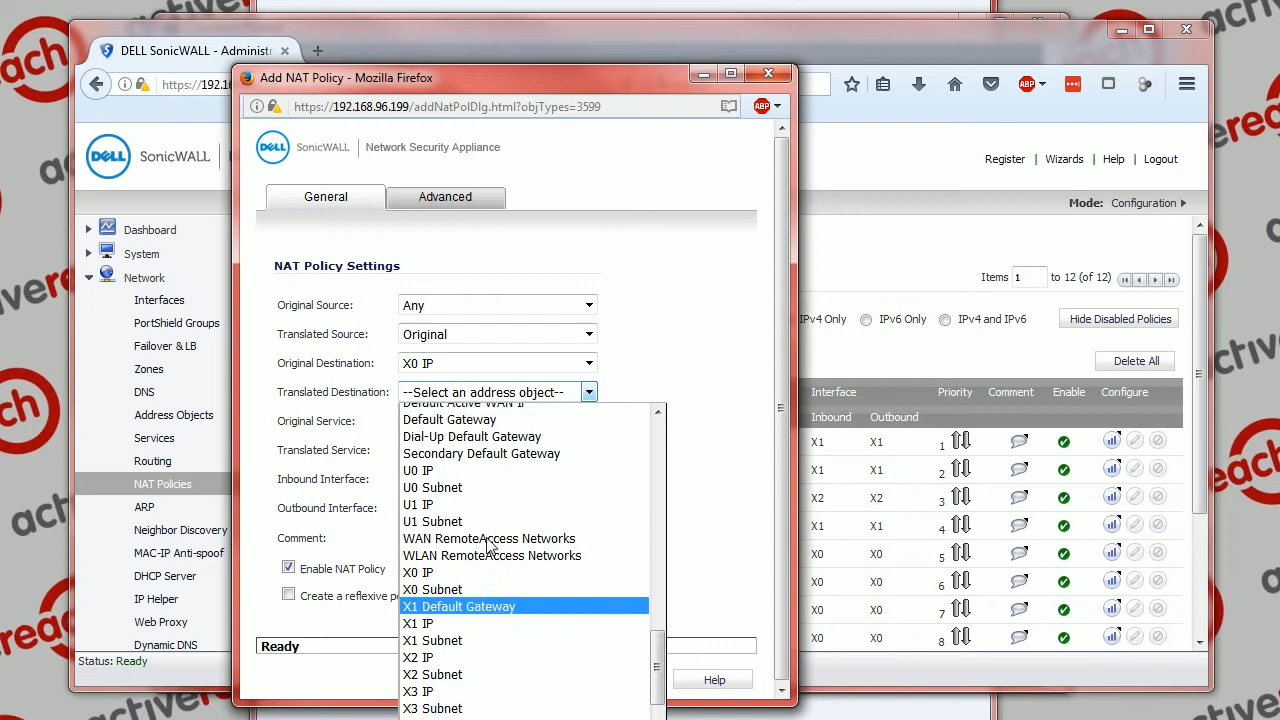 DELL SonicWALL - Administr
Add NAT Policy - Mozilla Firefox
https://192.16
https://192.168.96.199/addNatPolDlg.html?objTypes=3599
ABP
ABP
DELL
SonicWALL
DELL
SonicWALL
Network Security Appliance
Register
Wizards
Help
Logout
General
Advanced
Mode: Configuration
Dashboard
System
Network
Interfaces
PortShield Groups
Failover & LB
Zones
DNS
Address Objects
Services
Routing
NAT Policies
ARP
Neighbor Discovery
MAC-IP Anti-spoof
DHCP Server
IP Helper
Web Proxy
Dynamic DNS
Status: Ready
NAT Policy Settings
Original Source:
Any
Translated Source:
Original
Original Destination:
X0 IP
Translated Destination:
--Select an address object--
Original Service:
Translated Service:
Inbound Interface:
Outbound Interface:
Comment:
Enable NAT Policy
Create a reflexive po
Ready
Help
Default Active WAN IP
Default Gateway
Dial-Up Default Gateway
Secondary Default Gateway
U0 IP
U0 Subnet
U1 IP
U1 Subnet
WAN RemoteAccess Networks
WLAN RemoteAccess Networks
X0 IP
X0 Subnet
X1 Default Gateway
X1 IP
X1 Subnet
X2 IP
X2 Subnet
X3 IP
X3 Subnet
Items 1 to 12 (of 12)
IPv4 Only
IPv6 Only
IPv4 and IPv6
Hide Disabled Policies
Delete All
Interface
Priority
Comment
Enable
Configure
Inbound
Outbound
X1 X1 1
X1 X1 2
X2 X2 3
X1 X1 4
X0 X0 5
X0 X0 6
X0 X0 7
X0 X0 8